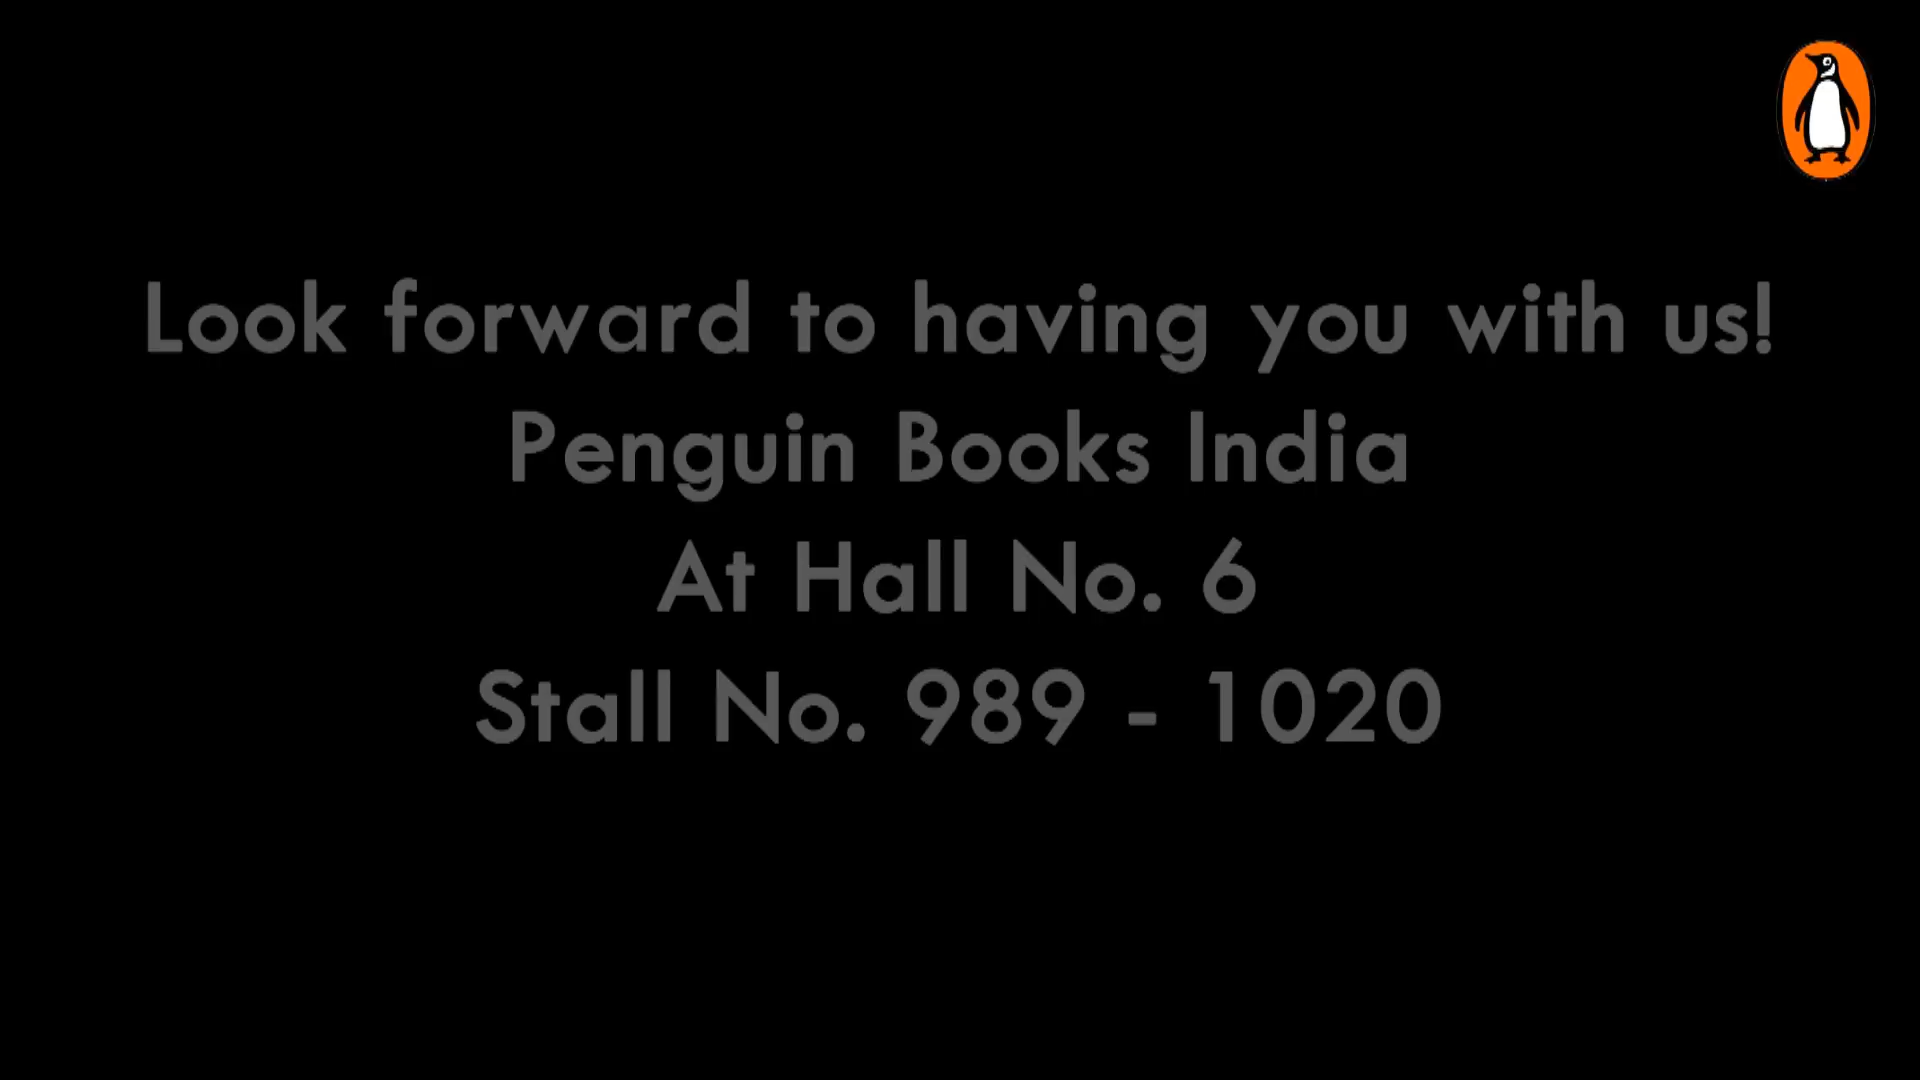 Look forward to having you with us!
Penguin Books India
At Hall No. 6
Stall No. 989 - 1020